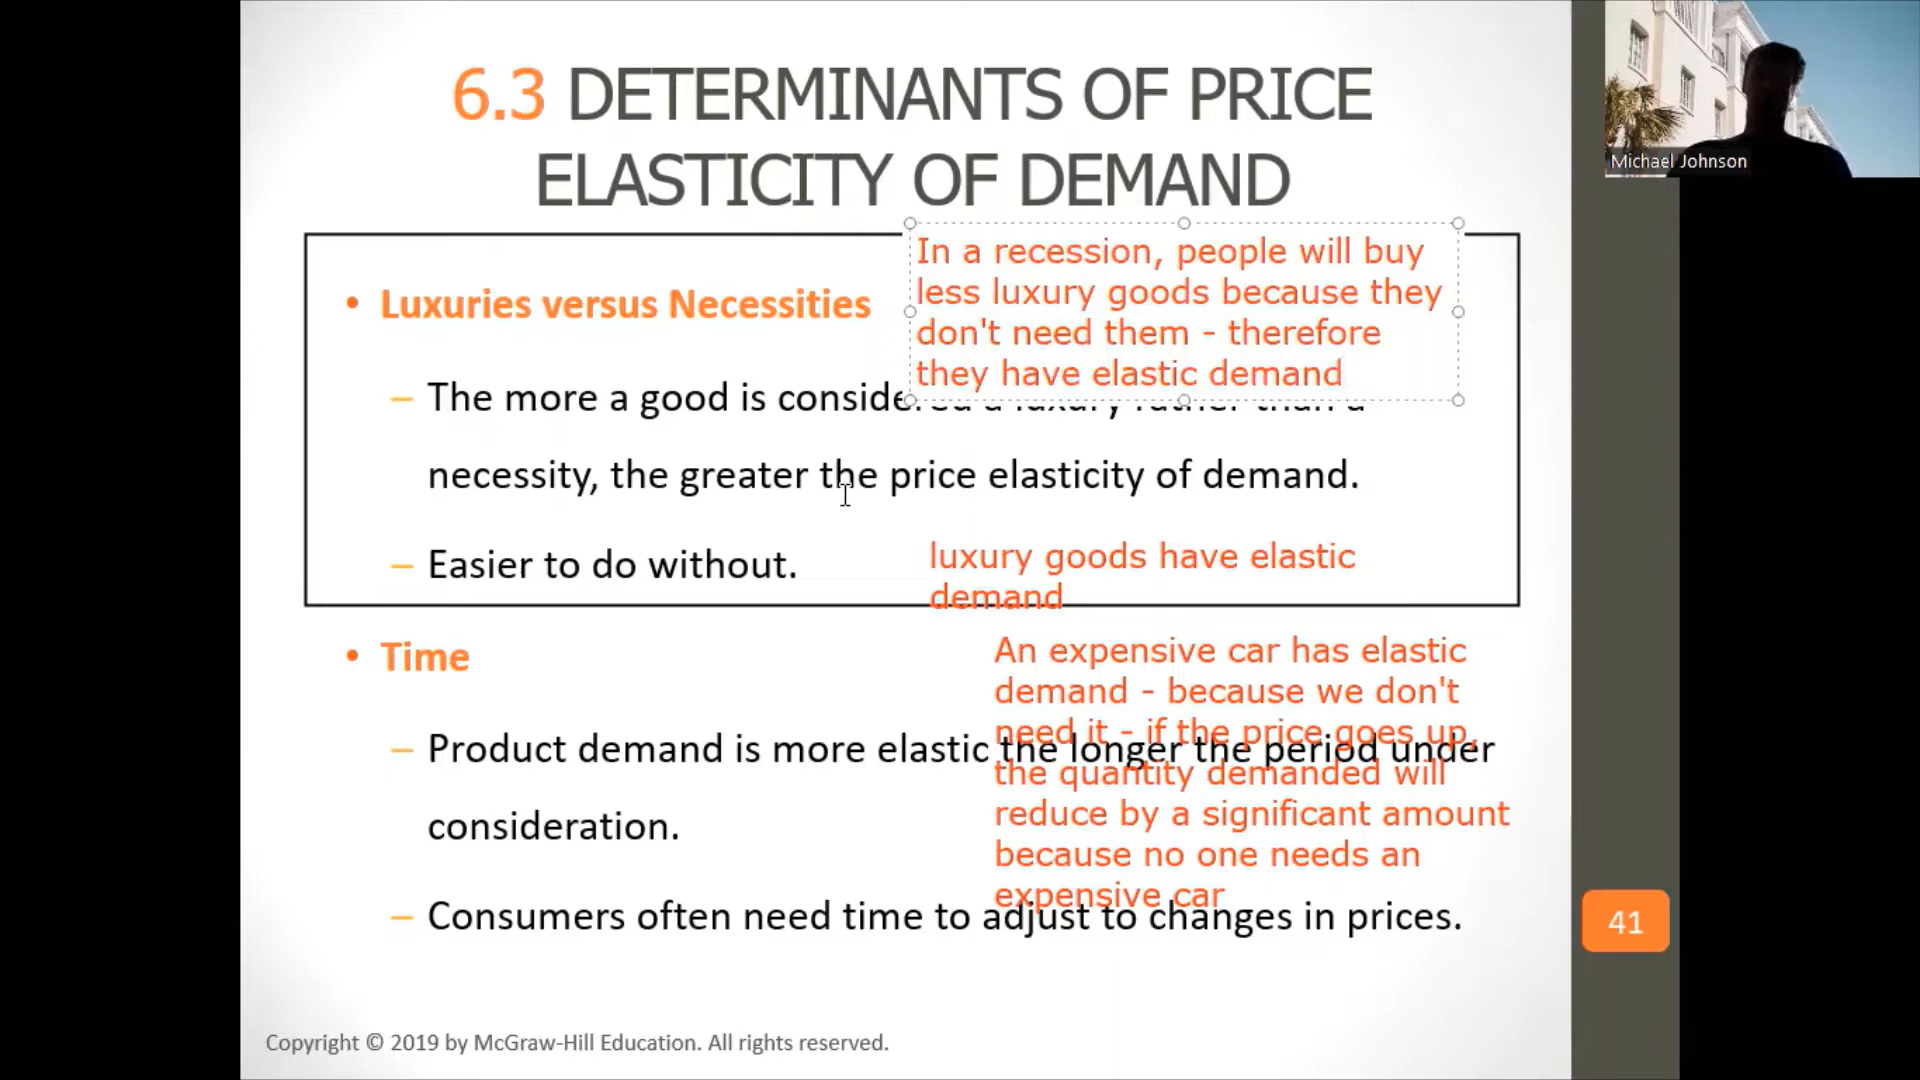 6.3 DETERMINANTS OF PRICE
ELASTICITY OF DEMAND
In a recession, people will buy
less luxury goods because they
don't need them - therefore
they have elastic demand
• Luxuries versus Necessities
– The more a good is considered a luxury rather than a
necessity, the greater the price elasticity of demand.
– Easier to do without.
luxury goods have elastic
demand
• Time
An expensive car has elastic
demand - because we don't
need it - if the price goes up,
the quantity demanded will
reduce by a significant amount
because no one needs an
expensive car
– Product demand is more elastic the longer the period under
consideration.
– Consumers often need time to adjust to changes in prices.
41
Copyright © 2019 by McGraw-Hill Education. All rights reserved.
Michael Johnson